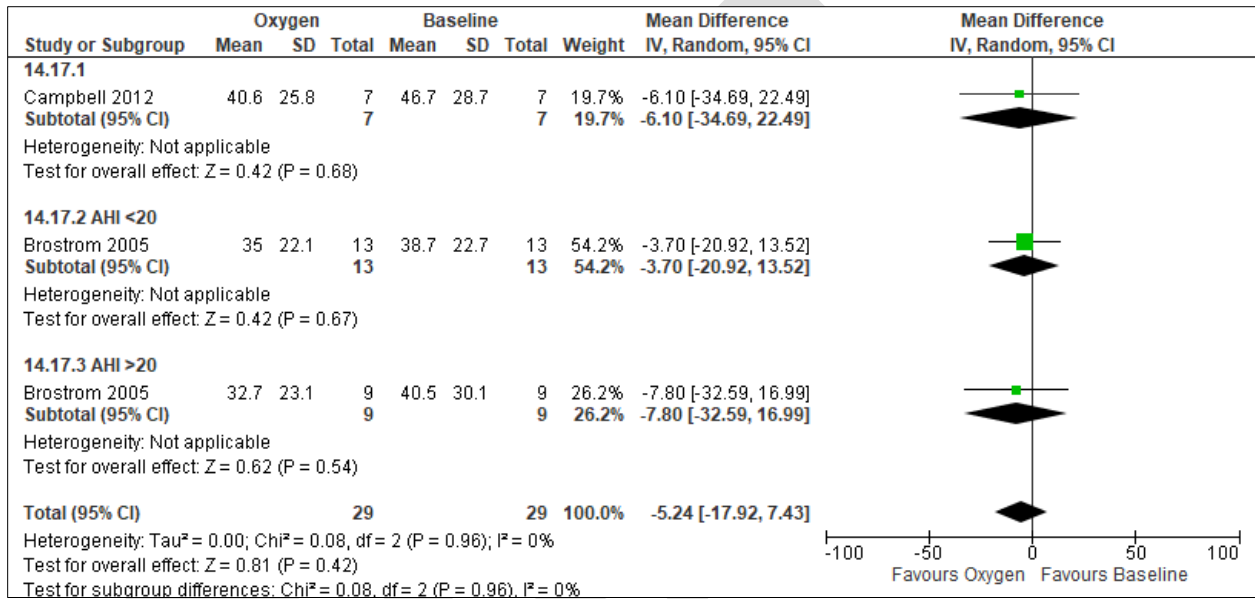 Oxygen Baseline Mean Difference Mean Difference
Study or Subgroup Mean SD Total Mean SD Total Weight IV, Random, 95% CI IV, Random, 95% CI
14.17.1
Campbell 2012 40.6 25.8 7 46.7 28.7 7 19.7% -6.10 [-34.69, 22.49]
Subtotal (95% CI) 7 7 19.7% -6.10 [-34.69, 22.49]
Heterogeneity: Not applicable
Test for overall effect: Z = 0.42 (P = 0.68)
14.17.2 AHI <20
Brostrom 2005 35 22.1 13 38.7 22.7 13 54.2% -3.70 [-20.92, 13.52]
Subtotal (95% CI) 13 13 54.2% -3.70 [-20.92, 13.52]
Heterogeneity: Not applicable
Test for overall effect: Z = 0.42 (P = 0.67)
14.17.3 AHI >20
Brostrom 2005 32.7 23.1 9 40.5 30.1 9 26.2% -7.80 [-32.59, 16.99]
Subtotal (95% CI) 9 9 26.2% -7.80 [-32.59, 16.99]
Heterogeneity: Not applicable
Test for overall effect: Z = 0.62 (P = 0.54)
Total (95% CI) 29 29 100.0% -5.24 [-17.92, 7.43]
Heterogeneity: Tau² = 0.00; Chi² = 0.08, df = 2 (P = 0.96); I² = 0%
Test for overall effect: Z = 0.81 (P = 0.42)
Test for subgroup differences: Chi² = 0.08, df = 2 (P = 0.96), I² = 0%
-100 -50 0 50 100
Favours Oxygen Favours Baseline